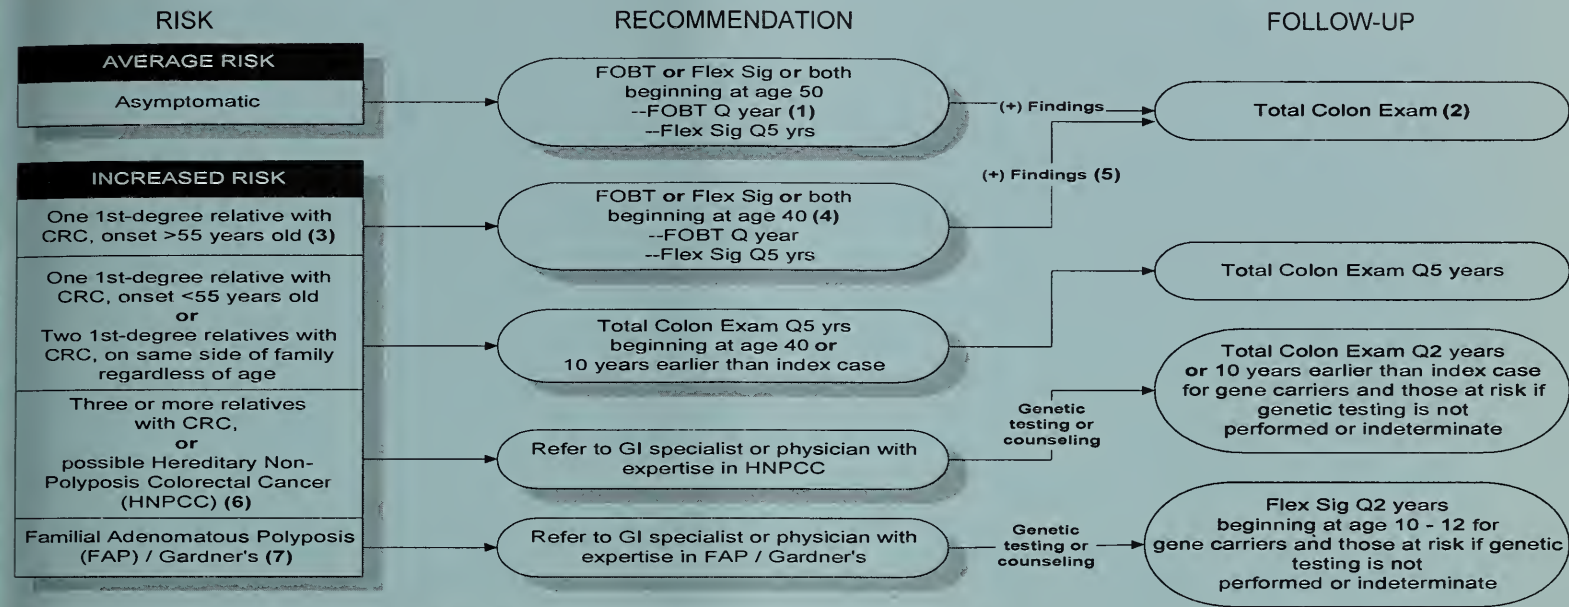 RISK
RECOMMENDATION
FOLLOW-UP
AVERAGE RISK
Asymptomatic
FOBT or Flex Sig or both
beginning at age 50
--FOBT Q year (1)
--Flex Sig Q5 yrs
(+) Findings
Total Colon Exam (2)
INCREASED RISK
One 1st-degree relative with
CRC, onset >55 years old (3)
FOBT or Flex Sig or both
beginning at age 40 (4)
--FOBT Q year
--Flex Sig Q5 yrs
(+) Findings (5)
One 1st-degree relative with
CRC, onset <55 years old
or
Two 1st-degree relatives with
CRC, on same side of family
regardless of age
Total Colon Exam Q5 yrs
beginning at age 40 or
10 years earlier than index case
Total Colon Exam Q5 years
Three or more relatives
with CRC,
or
possible Hereditary Non-
Polyposis Colorectal Cancer
(HNPCC) (6)
Refer to GI specialist or physician with
expertise in HNPCC
Genetic
testing or
counseling
Total Colon Exam Q2 years
or 10 years earlier than index case
for gene carriers and those at risk if
genetic testing is not
performed or indeterminate
Familial Adenomatous Polyposis
(FAP) / Gardner's (7)
Refer to GI specialist or physician with
expertise in FAP / Gardner's
Genetic
testing or
counseling
Flex Sig Q2 years
beginning at age 10 - 12 for
gene carriers and those at risk if genetic
testing is not
performed or indeterminate